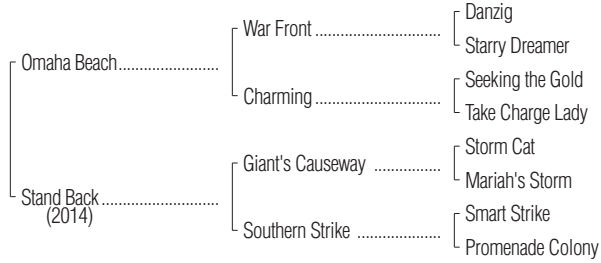 Danzig
War Front
Starry Dreamer
Omaha Beach
Seeking the Gold
Charming
Take Charge Lady
Storm Cat
Giant's Causeway
Mariah's Storm
Stand Back
(2014)
Smart Strike
Southern Strike
Promenade Colony